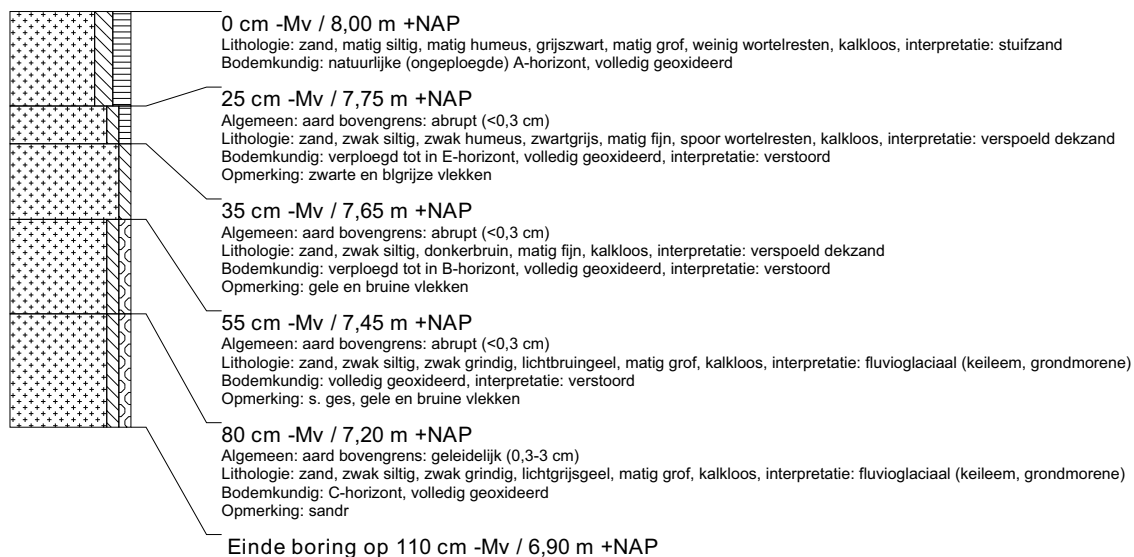 0 cm -Mv / 8,00 m +NAP
Lithologie: zand, matig siltig, matig humeus, grijszwart, matig grof, weinig wortelresten, kalkloos, interpretatie: stuifzand
Bodemkundig: natuurlijke (ongeploegde) A-horizont, volledig geoxideerd
25 cm -Mv / 7,75 m +NAP
Algemeen: aard bovengrens: abrupt (<0,3 cm)
Lithologie: zand, zwak siltig, zwak humeus, zwartgrijs, matig fijn, spoor wortelresten, kalkloos, interpretatie: verspoeld dekzand
Bodemkundig: verploegd tot in E-horizont, volledig geoxideerd, interpretatie: verstoord
Opmerking: zwarte en blgrijze vlekken
35 cm -Mv / 7,65 m +NAP
Algemeen: aard bovengrens: abrupt (<0,3 cm)
Lithologie: zand, zwak siltig, donkerbruin, matig fijn, kalkloos, interpretatie: verspoeld dekzand
Bodemkundig: verploegd tot in B-horizont, volledig geoxideerd, interpretatie: verstoord
Opmerking: gele en bruine vlekken
55 cm -Mv / 7,45 m +NAP
Algemeen: aard bovengrens: abrupt (<0,3 cm)
Lithologie: zand, zwak siltig, zwak grindig, lichtbruingeel, matig grof, kalkloos, interpretatie: fluvioglaciaal (keileem, grondmorene)
Bodemkundig: volledig geoxideerd, interpretatie: verstoord
Opmerking: s. ges, gele en bruine vlekken
80 cm -Mv / 7,20 m +NAP
Algemeen: aard bovengrens: geleidelijk (0,3-3 cm)
Lithologie: zand, zwak siltig, zwak grindig, lichtgrijsgeel, matig grof, kalkloos, interpretatie: fluvioglaciaal (keileem, grondmorene)
Bodemkundig: C-horizont, volledig geoxideerd
Opmerking: sandr
Einde boring op 110 cm -Mv / 6,90 m +NAP